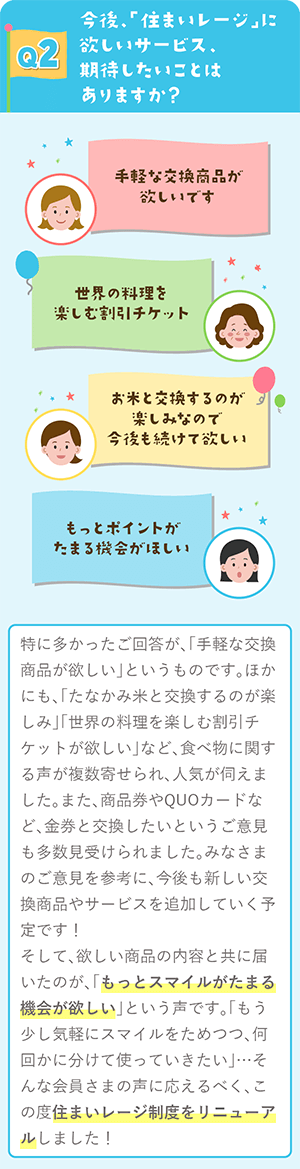 Q2
今後、「住まいレージ」に
欲しいサービス、
期待したいことは
ありますか？
手軽な交換商品が
欲しいです
世界の料理を
楽しむ割引チケット
お米と交換するのが
楽しみなので
今後も続けて欲しい
もっとポイントが
たまる機会がほしい
特に多かったご回答が、「手軽な交換
商品が欲しい」というものです。ほか
にも、「たなかみ米と交換するのが楽
しみ」「世界の料理を楽しむ割引チ
ケットが欲しい」など、食べ物に関す
る声が複数寄せられ、人気が伺えま
した。また、商品券やQUOカードな
ど、金券と交換したいというご意見
も多数見受けられました。みなさま
のご意見を参考に、今後も新しい交
換商品やサービスを追加していく予
定です！
そして、欲しい商品の内容と共に届
いたのが、「もっとスマイルがたまる
機会が欲しい」という声です。「もう
少し気軽にスマイルをためつつ、何
回かに分けて使っていきたい」…そ
んな会員さまの声に応えるべく、こ
の度住まいレージ制度をリニューア
ルしました！